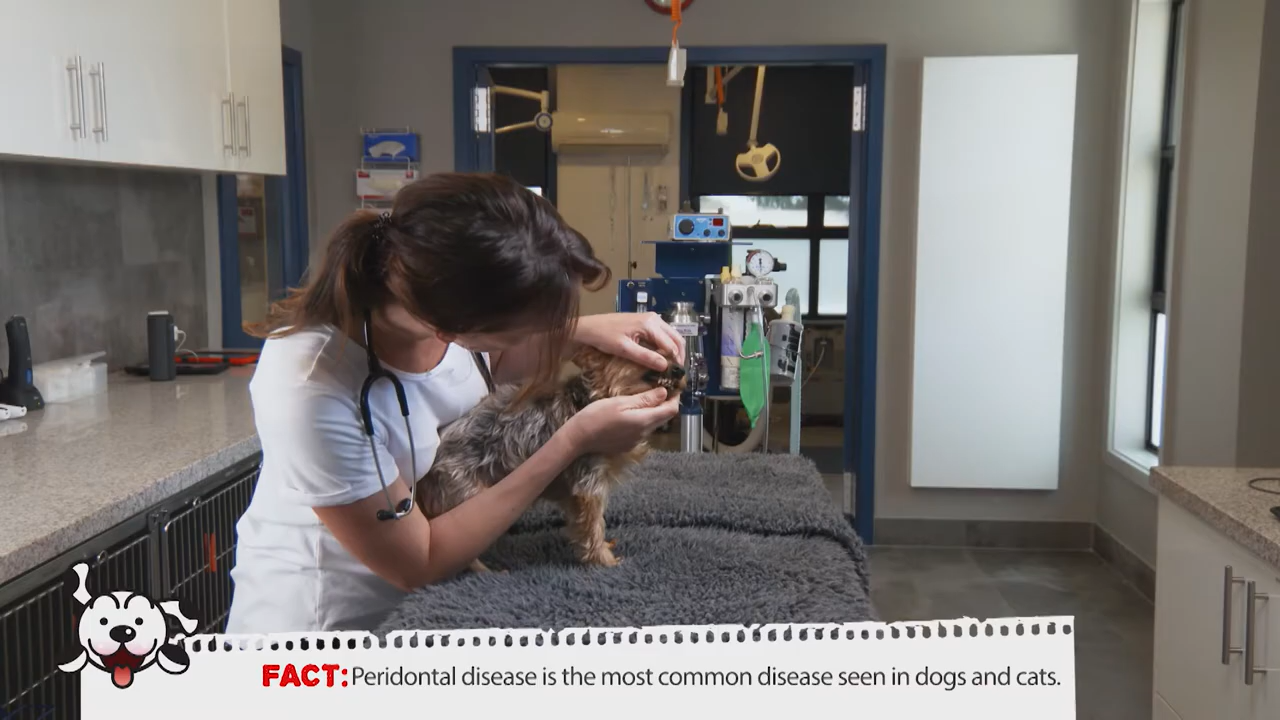 FACT: Peridontal disease is the most common disease seen in dogs and cats.